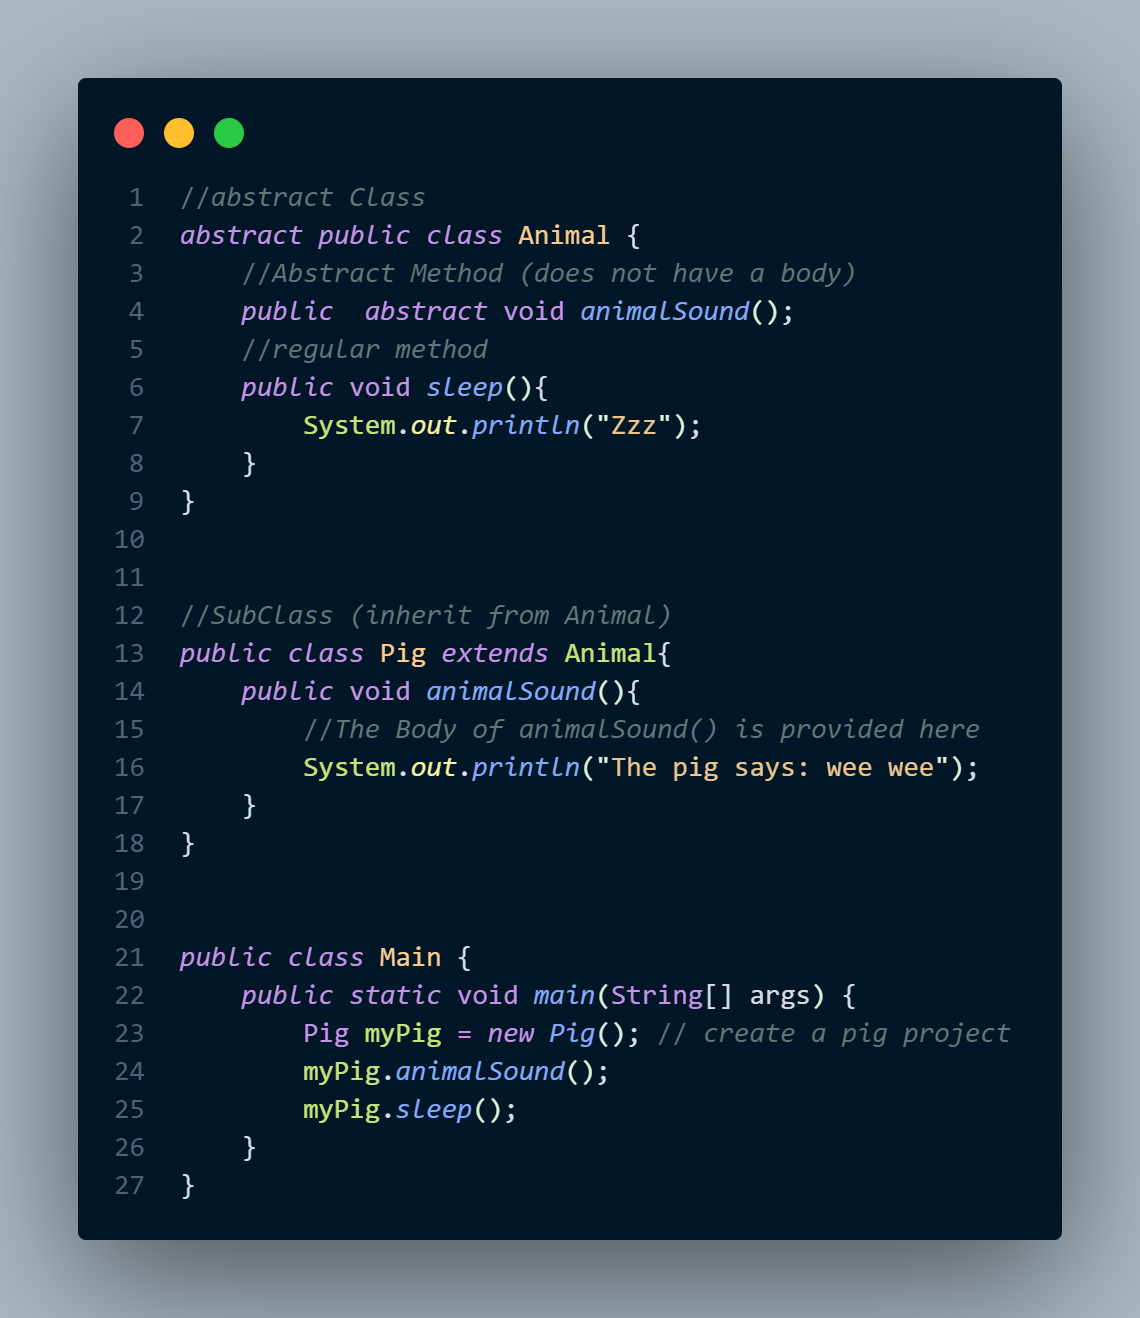 1 //abstract Class
2 abstract public class Animal {
3     //Abstract Method (does not have a body)
4     public  abstract void animalSound();
5     //regular method
6     public void sleep(){
7         System.out.println("Zzz");
8     }
9 }
10
11
12 //SubClass (inherit from Animal)
13 public class Pig extends Animal{
14     public void animalSound(){
15         //The Body of animalSound() is provided here
16         System.out.println("The pig says: wee wee");
17     }
18 }
19
20
21 public class Main {
22     public static void main(String[] args) {
23         Pig myPig = new Pig(); // create a pig project
24         myPig.animalSound();
25         myPig.sleep();
26     }
27 }